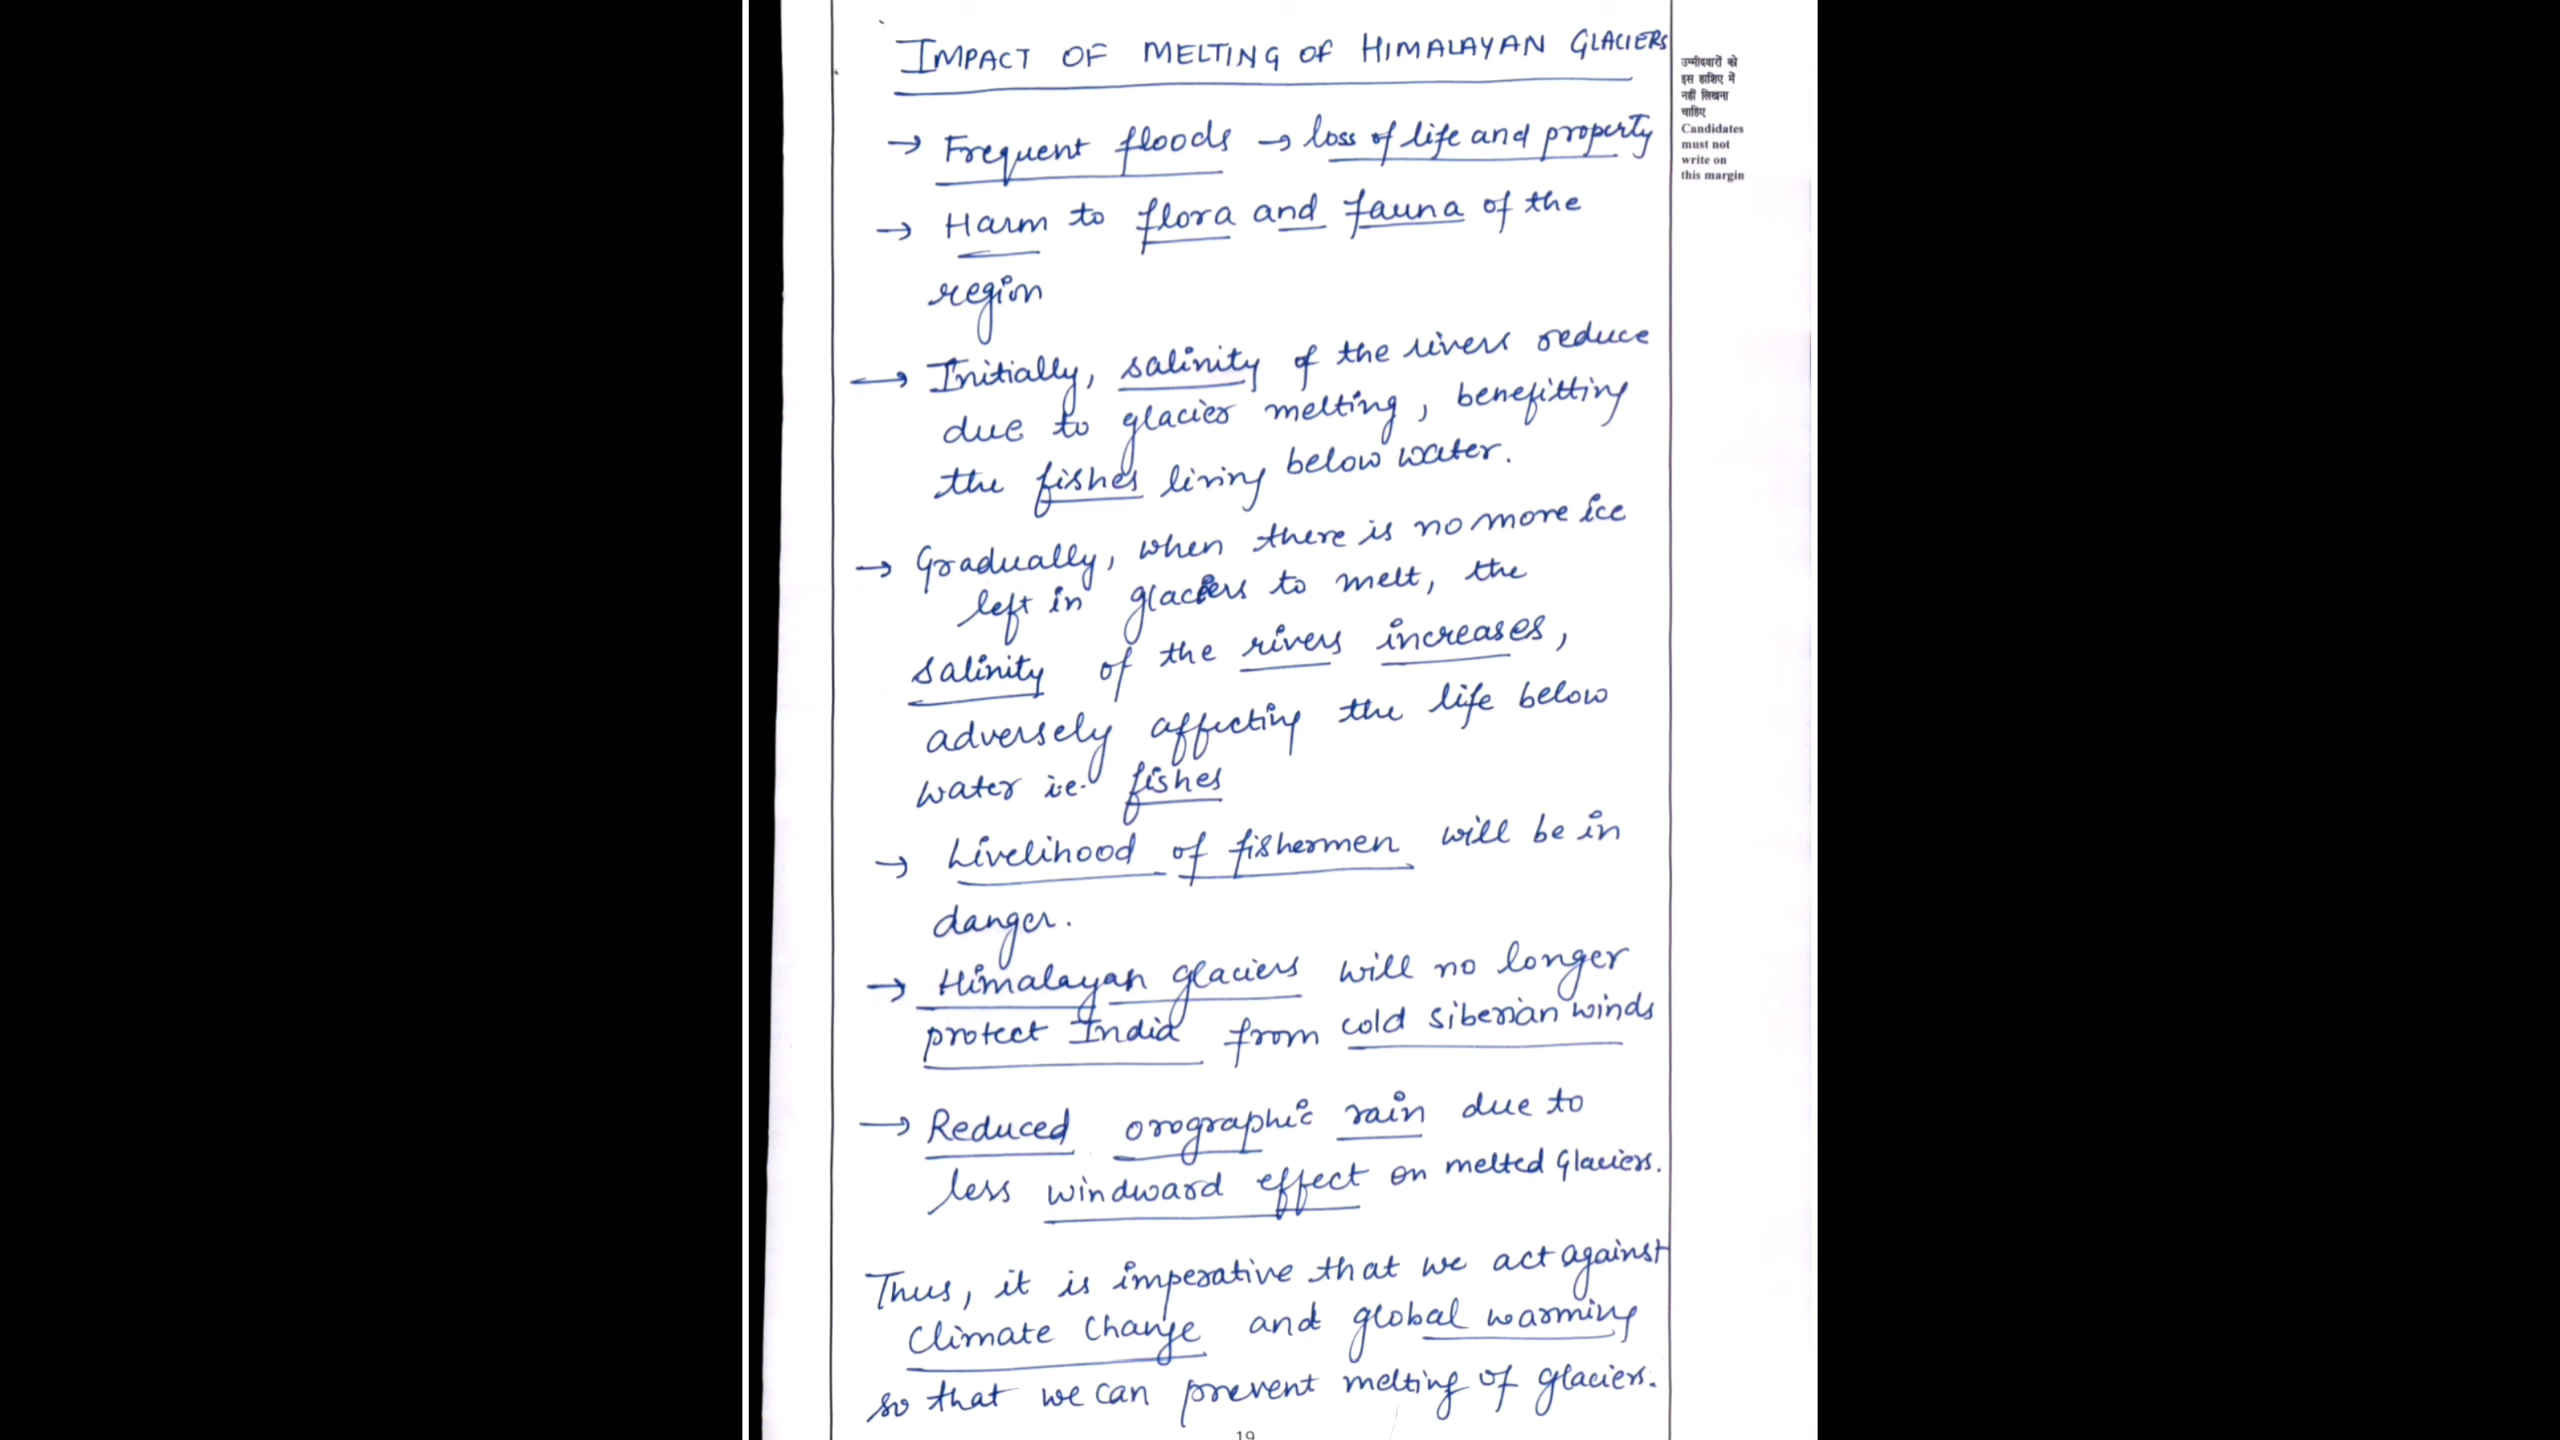 IMPACT OF MELTING OF HIMALAYAN GLACIERS
उम्मीदवारों को
इस हाशिए में
नहीं लिखना
चाहिए
Candidates
must not
write on
this margin
→ Frequent floods → loss of life and property
→ Harm to flora and fauna of the
region
→ Initially, salinity of the rivers reduce
due to glacier melting, benefitting
the fishes living below water.
→ Gradually, when there is no more ice
left in glaciers to melt, the
salinity of the rivers increases,
adversely affecting the life below
water i.e. fishes
→ Livelihood of fishermen will be in
danger.
→ Himalayan glaciers will no longer
protect India from cold siberian winds
→ Reduced orographic rain due to
less windward effect on melted Glaciers.
Thus, it is imperative that we act against
Climate Change and global warming
so that we can prevent melting of glaciers.
19